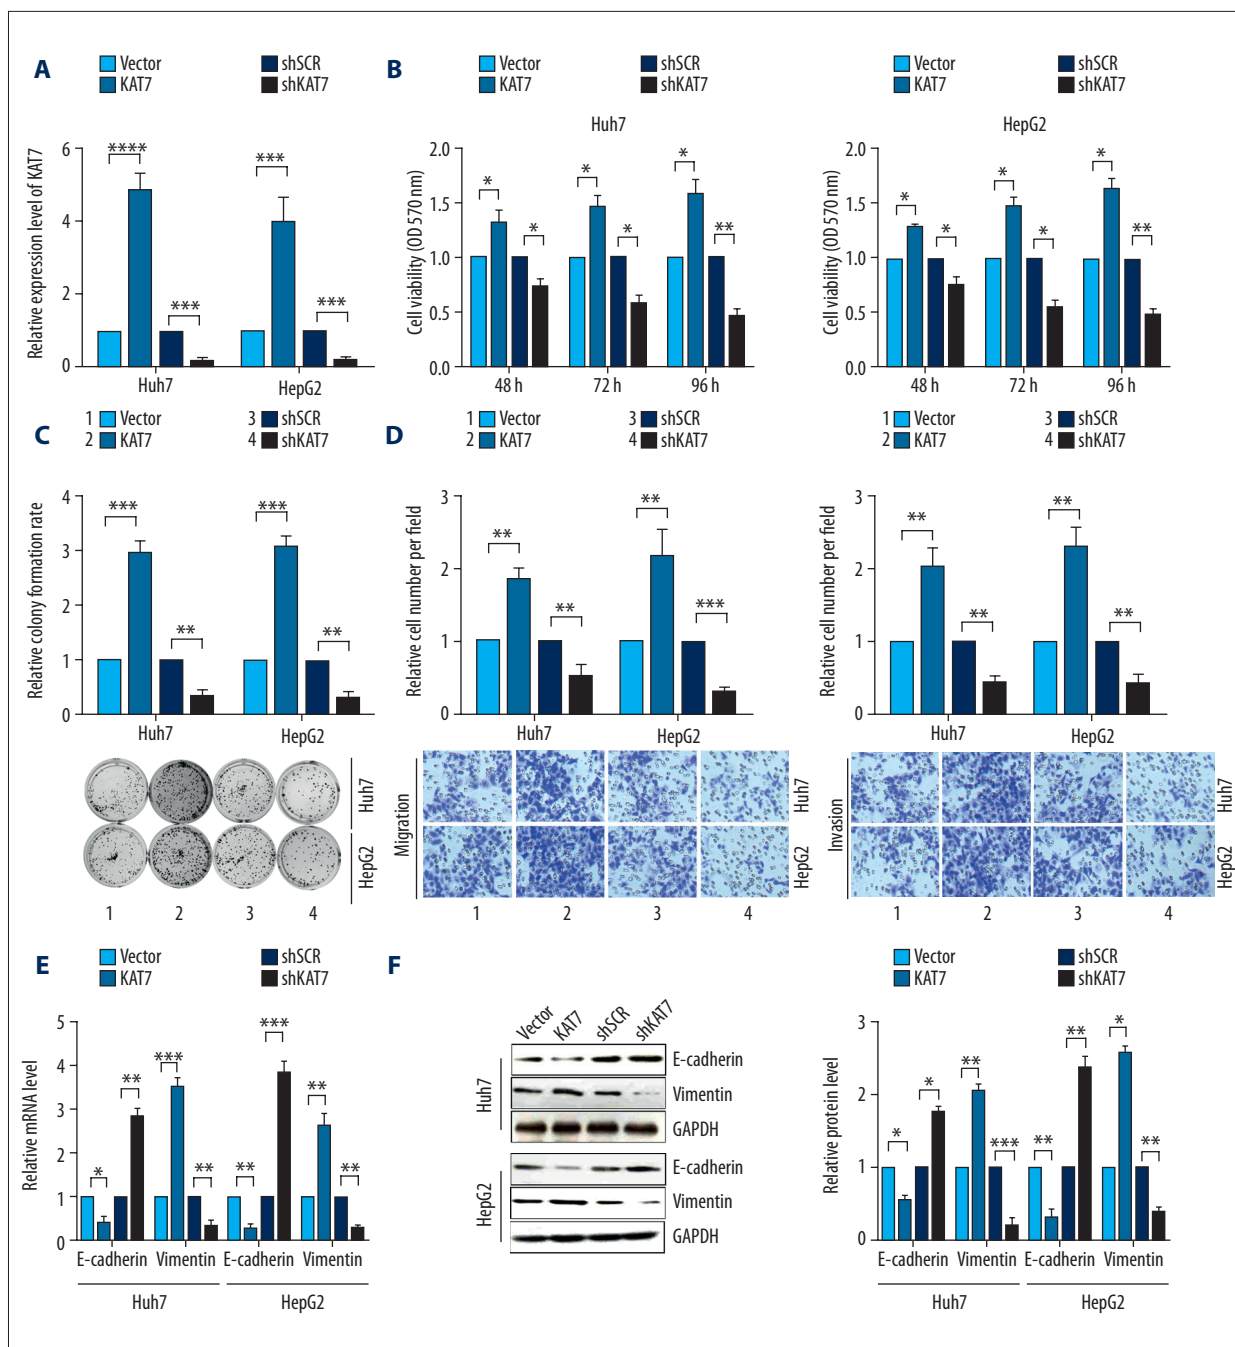 A
Vector
KAT7
shSCR
shKAT7
Relative expression level of KAT7
6
4
2
0
****
***
***
***
Huh7
HepG2
B
Vector
KAT7
shSCR
shKAT7
Huh7
Cell viability (OD 570 nm)
2.0
1.5
1.0
0.5
0.0
*
*
*
*
*
**
48 h
72 h
96 h
Vector
KAT7
shSCR
shKAT7
HepG2
Cell viability (OD 570 nm)
2.0
1.5
1.0
0.5
0.0
*
*
*
*
*
**
48 h
72 h
96 h
C
1 Vector
2 KAT7
3 shSCR
4 shKAT7
Relative colony formation rate
4
3
2
1
0
***
**
***
**
Huh7
HepG2
Huh7
HepG2
1 2 3 4
D
1 Vector
2 KAT7
3 shSCR
4 shKAT7
Relative cell number per field
3
2
1
0
**
**
**
***
Huh7
HepG2
Migration
Huh7
HepG2
1 2 3 4
1 Vector
2 KAT7
3 shSCR
4 shKAT7
Relative cell number per field
3
2
1
0
**
**
**
**
Huh7
HepG2
Invasion
Huh7
HepG2
1 2 3 4
E
Vector
KAT7
shSCR
shKAT7
Relative mRNA level
5
4
3
2
1
0
*
**
***
**
**
***
**
**
E-cadherin
Vimentin
E-cadherin
Vimentin
Huh7
HepG2
F
Vector
KAT7
shSCR
shKAT7
Huh7
E-cadherin
Vimentin
GAPDH
HepG2
E-cadherin
Vimentin
GAPDH
Vector
KAT7
shSCR
shKAT7
Relative protein level
3
2
1
0
*
*
**
***
**
**
*
**
E-cadherin
Vimentin
E-cadherin
Vimentin
Huh7
HepG2